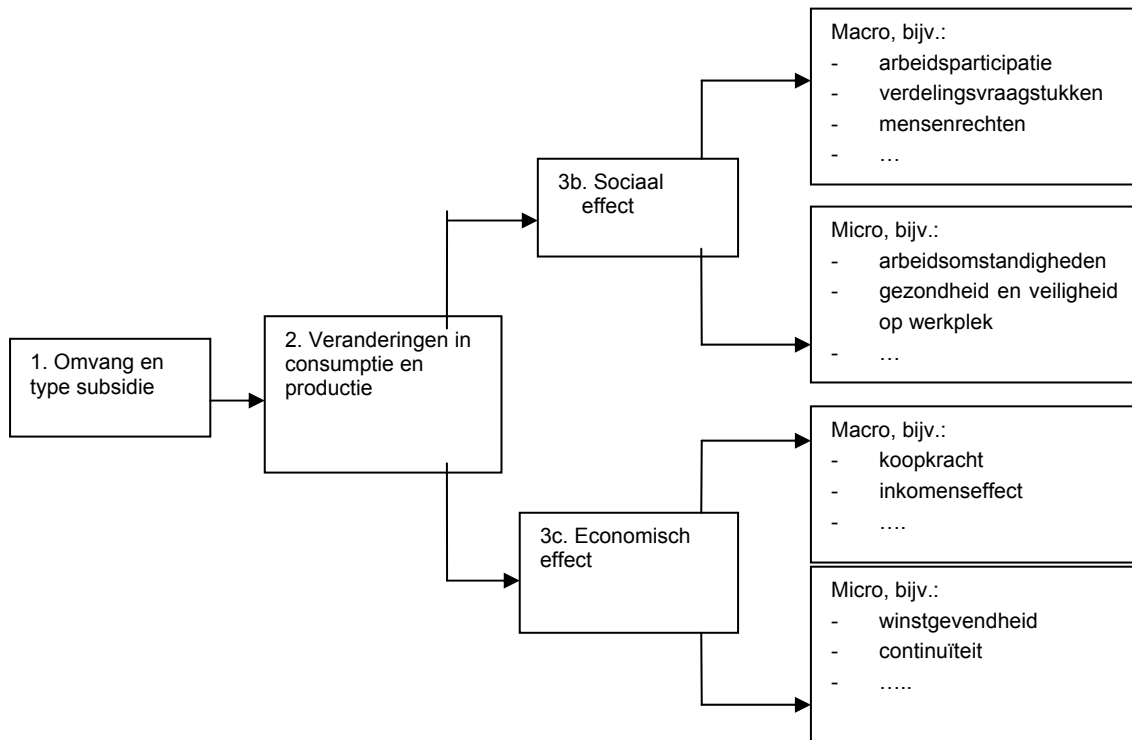 1. Omvang en
type subsidie
2. Veranderingen in
consumptie en
productie
3b. Sociaal
effect
Macro, bijv.:
- arbeidsparticipatie
- verdelingsvraagstukken
- mensenrechten
- …
Micro, bijv.:
- arbeidsomstandigheden
- gezondheid en veiligheid
op werkplek
- …
3c. Economisch
effect
Macro, bijv.:
- koopkracht
- inkomenseffect
- ….
Micro, bijv.:
- winstgevendheid
- continuïteit
- …..